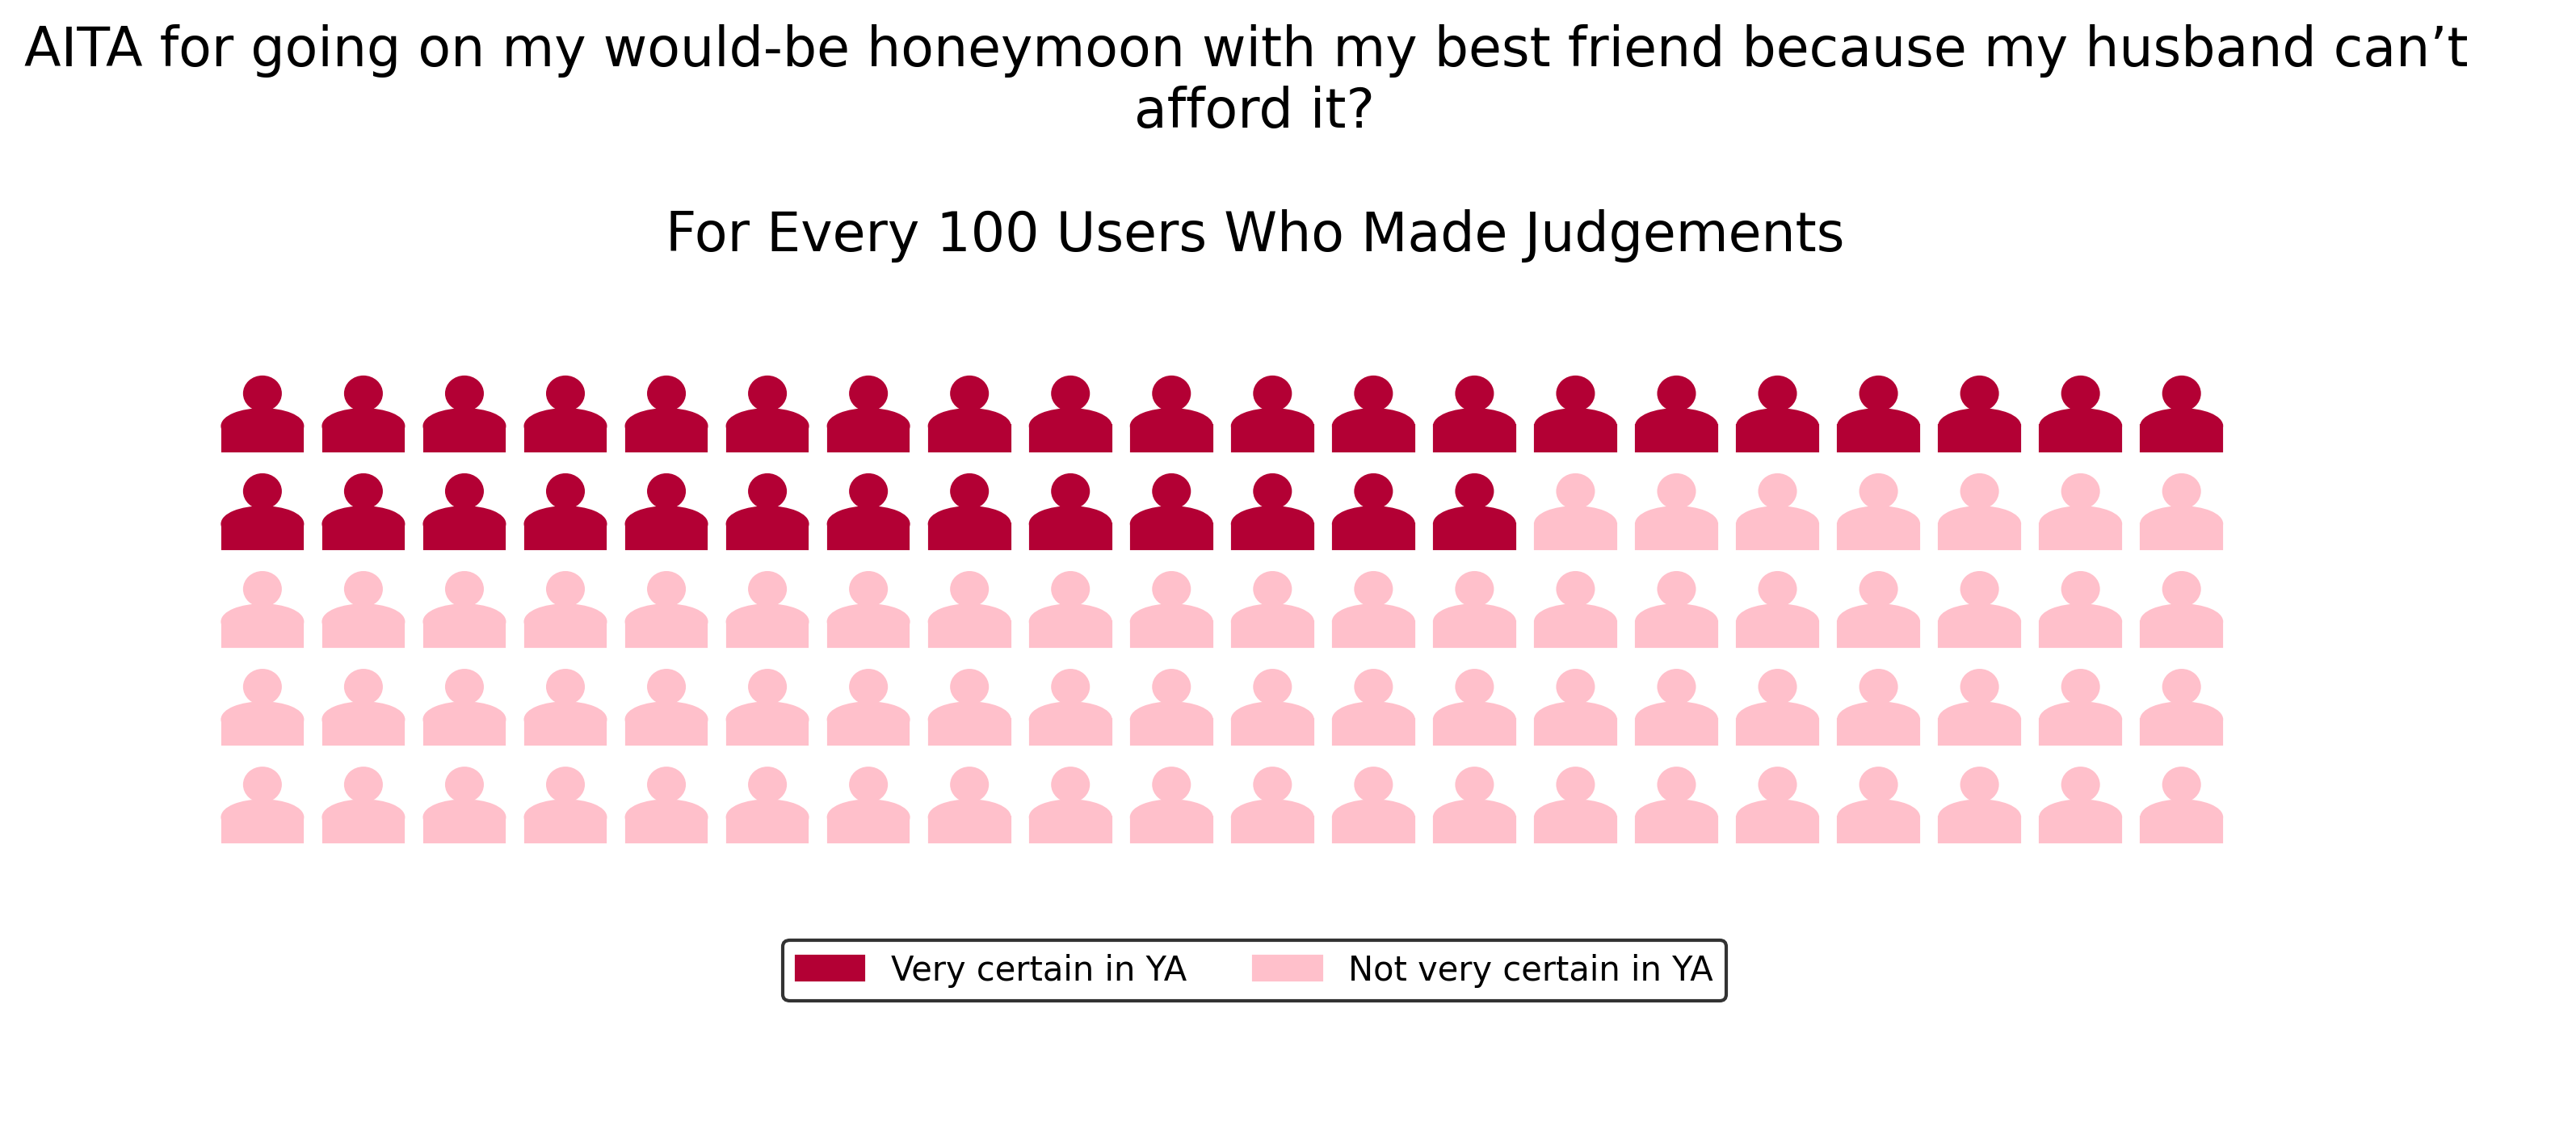 AITA for going on my would-be honeymoon with my best friend because my husband can’t
afford it?
For Every 100 Users Who Made Judgements
Very certain in YA
Not very certain in YA